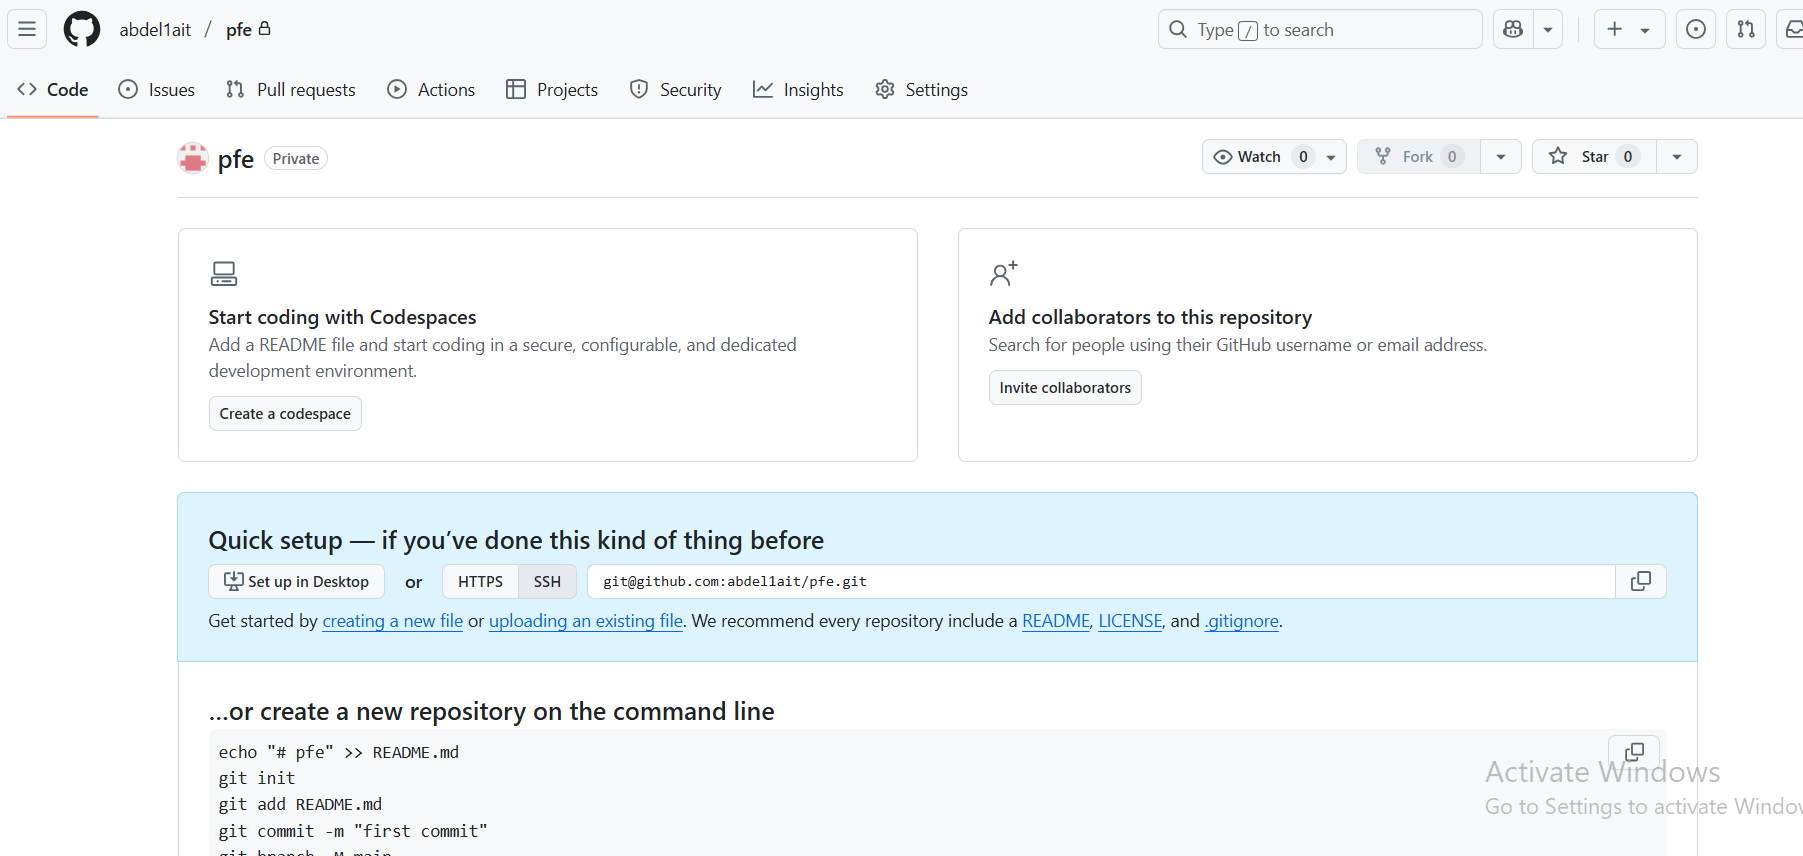 abdel1ait / pfe
Type / to search
Code Issues Pull requests Actions Projects Security Insights Settings
pfe Private
Watch 0 Fork 0 Star 0
Start coding with Codespaces
Add a README file and start coding in a secure, configurable, and dedicated
development environment.
Create a codespace
Add collaborators to this repository
Search for people using their GitHub username or email address.
Invite collaborators
Quick setup — if you’ve done this kind of thing before
Set up in Desktop or HTTPS SSH git@github.com:abdel1ait/pfe.git
Get started by creating a new file or uploading an existing file. We recommend every repository include a README, LICENSE, and .gitignore.
…or create a new repository on the command line
echo "# pfe" >> README.md
git init
git add README.md
git commit -m "first commit"
git branch -M main
Activate Windows
Go to Settings to activate Windo